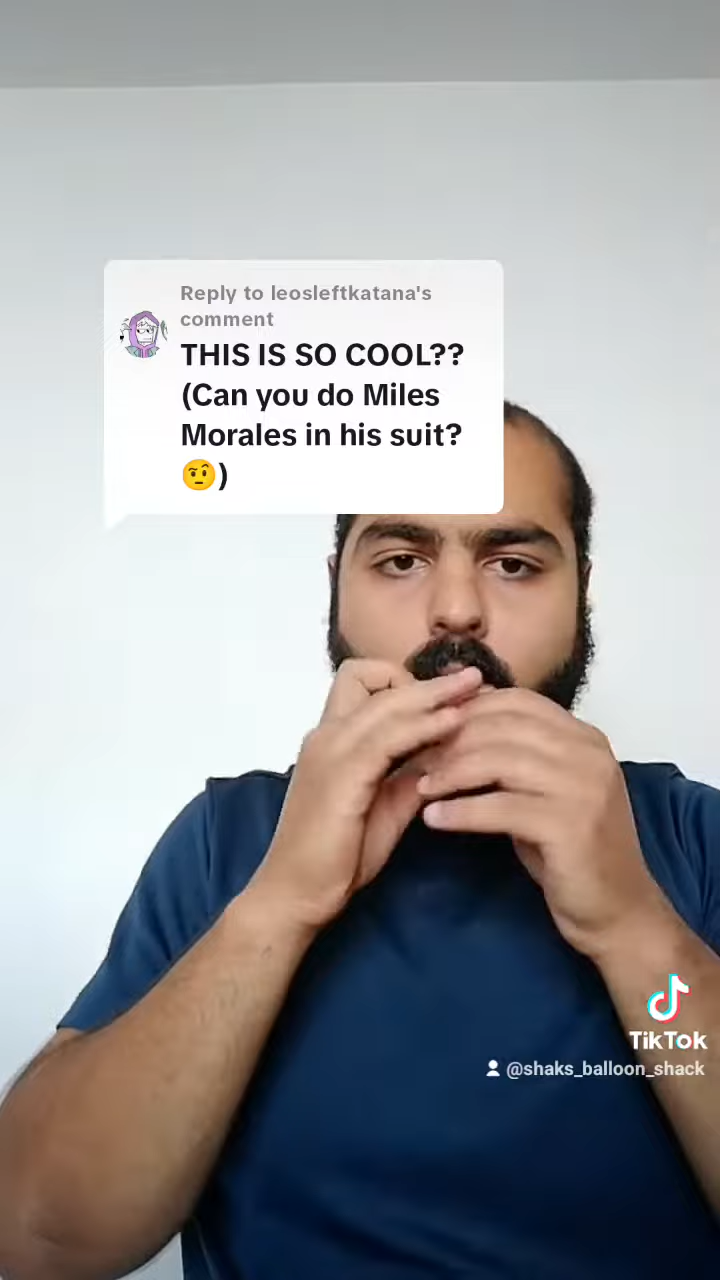 Reply to leosleftkatana's
comment
THIS IS SO COOL??
(Can you do Miles
Morales in his suit?
🤨)
TikTok
@shaks_balloon_shack